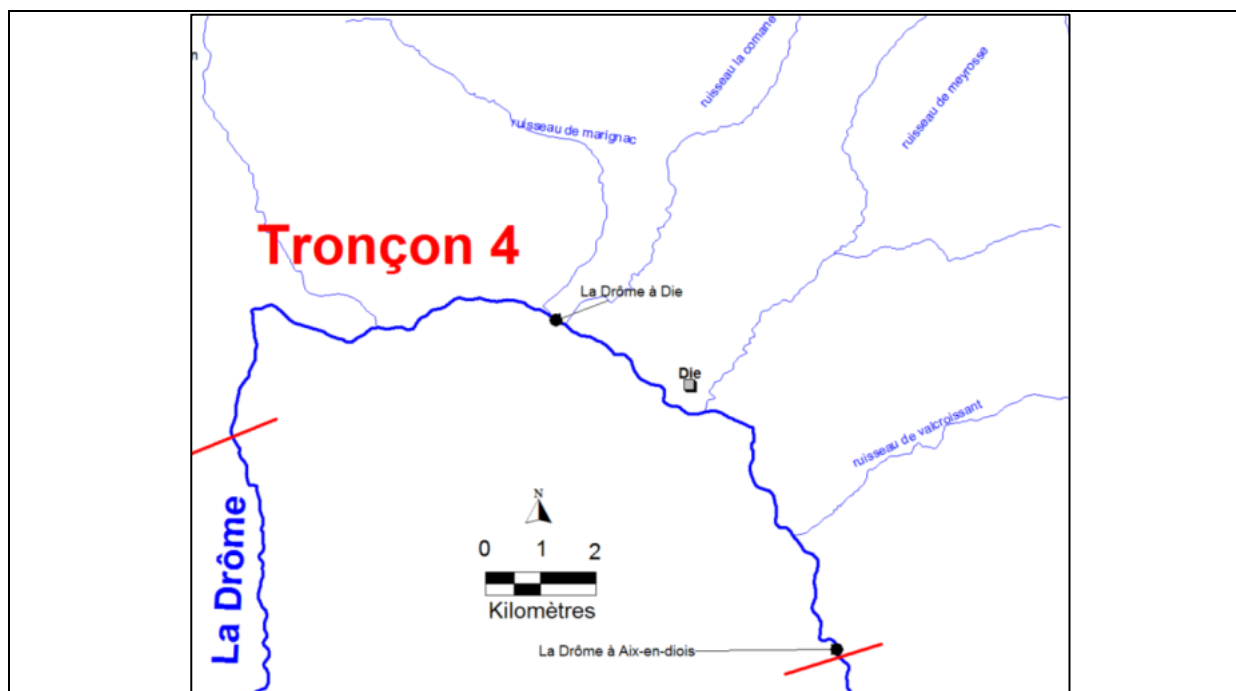 n
ruisseau la comane
ruisseau de meyrosse
ruisseau de marignac
Tronçon 4
La Drôme à Die
Die
ruisseau de valcroissant
La Drôme
N
0 1 2
Kilomètres
La Drôme à Aix-en-diois